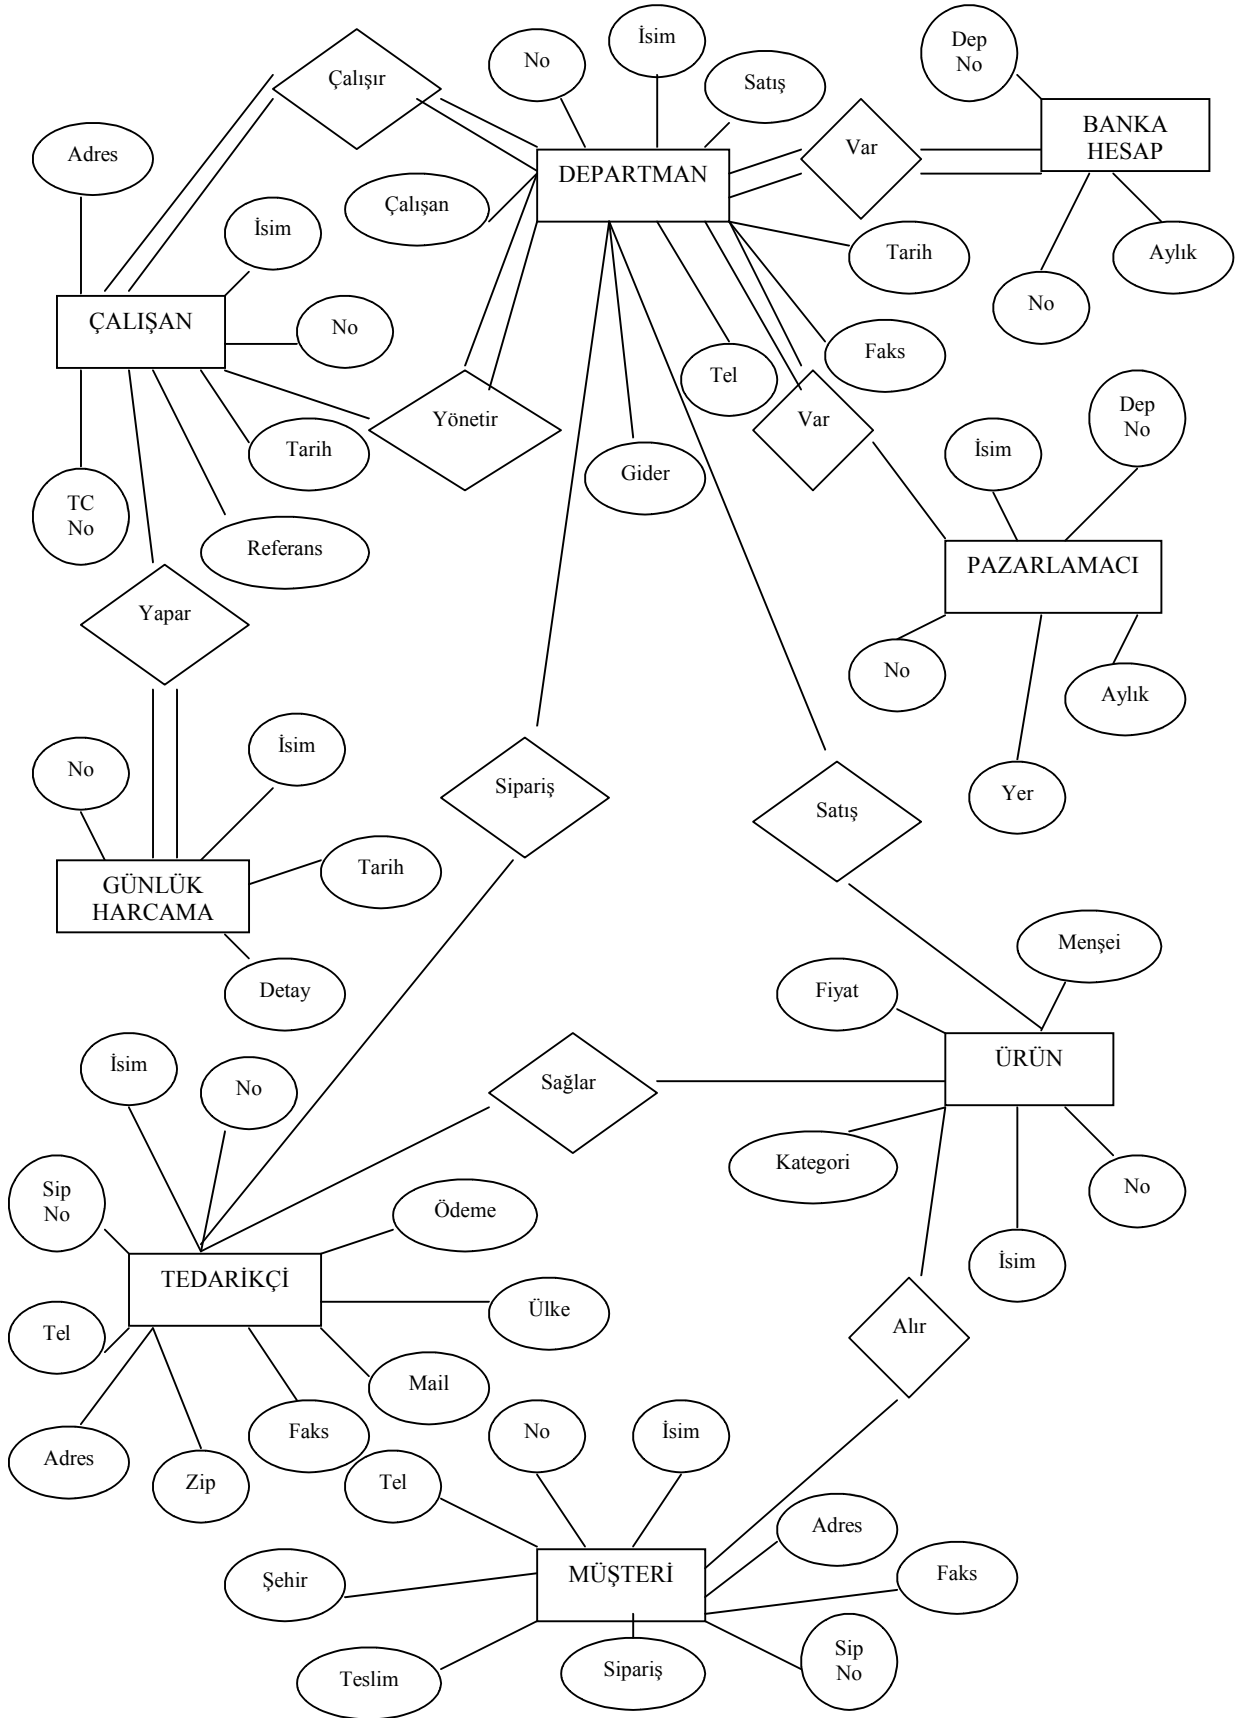 İsim
Dep
No
No
Çalışır
Satış
BANKA
HESAP
Var
Adres
DEPARTMAN
Çalışan
İsim
Tarih
Aylık
No
ÇALIŞAN
No
Faks
Tel
Dep
No
Yönetir
Var
İsim
Tarih
Gider
TC
No
Referans
PAZARLAMACI
Yapar
No
Aylık
İsim
No
Sipariş
Yer
Satış
Tarih
GÜNLÜK
HARCAMA
Menşei
Detay
Fiyat
İsim
No
Sağlar
ÜRÜN
Kategori
Sip
No
No
Ödeme
İsim
TEDARİKÇİ
Ülke
Tel
Alır
Mail
Faks
No
İsim
Adres
Zip
Tel
Adres
MÜŞTERİ
Faks
Şehir
Sip
No
Teslim
Sipariş